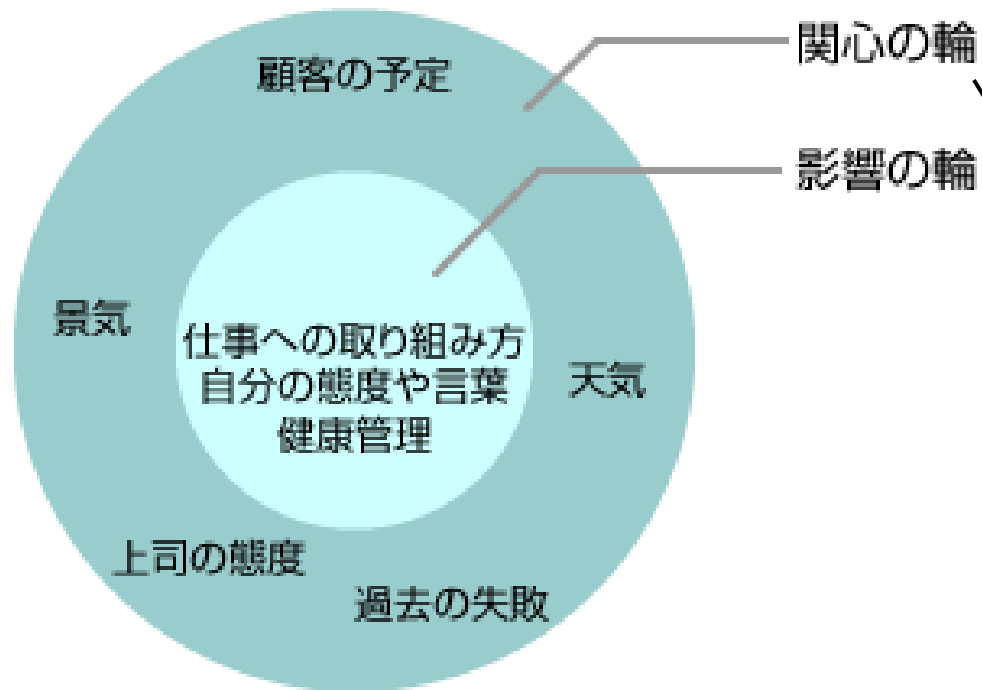 関心の輪
顧客の予定
影響の輪
景気
仕事への取り組み方
自分の態度や言葉
健康管理
天気
上司の態度
過去の失敗